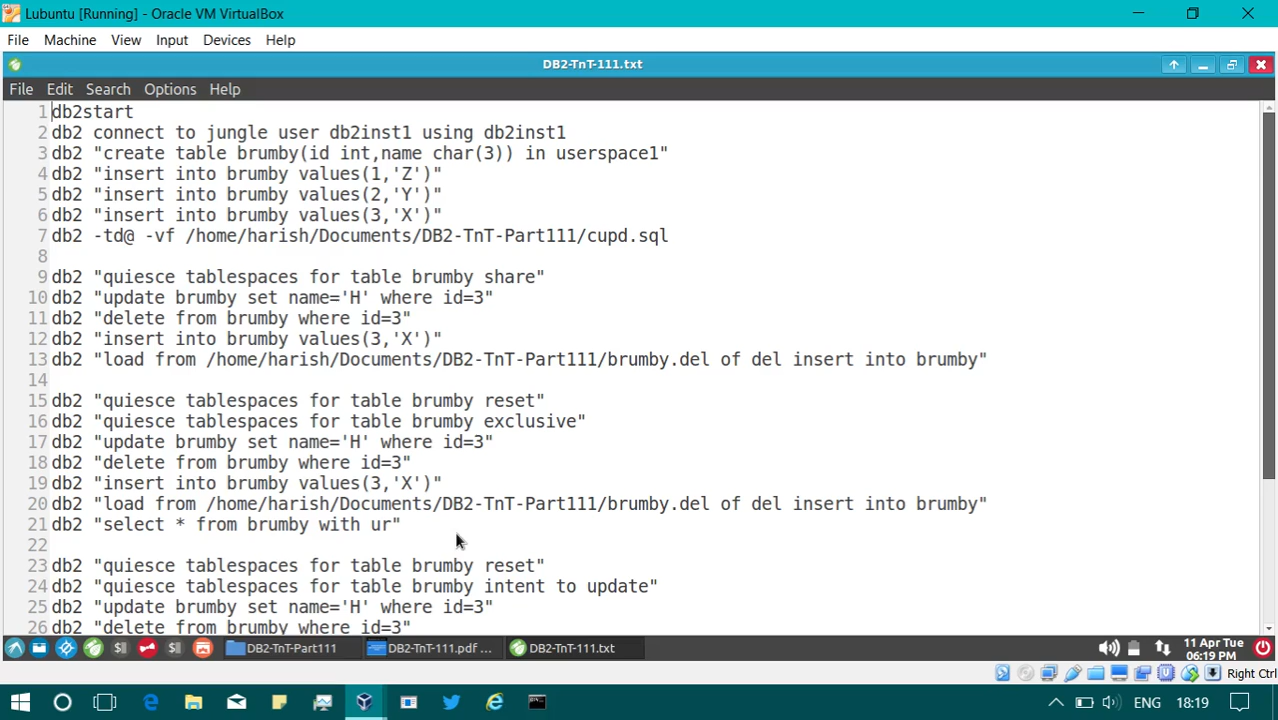 Lubuntu [Running] - Oracle VM VirtualBox
File Machine View Input Devices Help
DB2-TnT-111.txt
File Edit Search Options Help
1 db2start
2 db2 connect to jungle user db2inst1 using db2inst1
3 db2 "create table brumby(id int,name char(3)) in userspace1"
4 db2 "insert into brumby values(1,'Z')"
5 db2 "insert into brumby values(2,'Y')"
6 db2 "insert into brumby values(3,'X')"
7 db2 -td@ -vf /home/harish/Documents/DB2-TnT-Part111/cupd.sql
8
9 db2 "quiesce tablespaces for table brumby share"
10 db2 "update brumby set name='H' where id=3"
11 db2 "delete from brumby where id=3"
12 db2 "insert into brumby values(3,'X')"
13 db2 "load from /home/harish/Documents/DB2-TnT-Part111/brumby.del of del insert into brumby"
14
15 db2 "quiesce tablespaces for table brumby reset"
16 db2 "quiesce tablespaces for table brumby exclusive"
17 db2 "update brumby set name='H' where id=3"
18 db2 "delete from brumby where id=3"
19 db2 "insert into brumby values(3,'X')"
20 db2 "load from /home/harish/Documents/DB2-TnT-Part111/brumby.del of del insert into brumby"
21 db2 "select * from brumby with ur"
22
23 db2 "quiesce tablespaces for table brumby reset"
24 db2 "quiesce tablespaces for table brumby intent to update"
25 db2 "update brumby set name='H' where id=3"
26 db2 "delete from brumby where id=3"
DB2-TnT-Part111 DB2-TnT-111.pdf ... DB2-TnT-111.txt
11 Apr Tue
06:19 PM
Right Ctrl
ENG 18:19